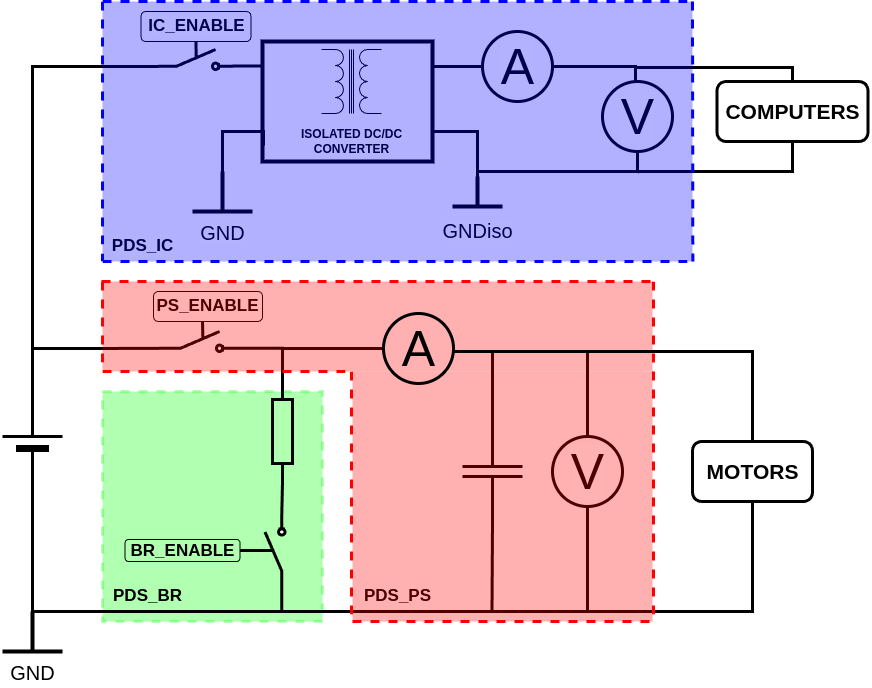 IC_ENABLE
A
V
COMPUTERS
ISOLATED DC/DC
CONVERTER
GND
GNDiso
PDS_IC
PS_ENABLE
A
V
MOTORS
BR_ENABLE
PDS_BR
PDS_PS
GND